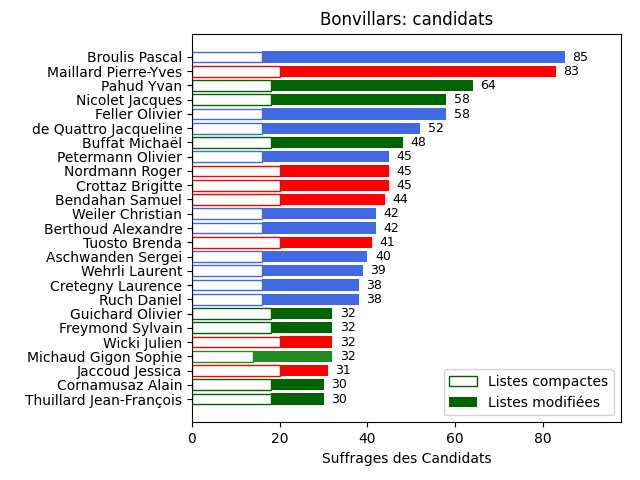 Bonvillars: candidats
Broulis Pascal 85
Maillard Pierre-Yves 83
Pahud Yvan 64
Nicolet Jacques 58
Feller Olivier 58
de Quattro Jacqueline 52
Buffat Michaël 48
Petermann Olivier 45
Nordmann Roger 45
Crottaz Brigitte 45
Bendahan Samuel 44
Weiler Christian 42
Berthoud Alexandre 42
Tuosto Brenda 41
Aschwanden Sergei 40
Wehrli Laurent 39
Cretegny Laurence 38
Ruch Daniel 38
Guichard Olivier 32
Freymond Sylvain 32
Wicki Julien 32
Michaud Gigon Sophie 32
Jaccoud Jessica 31
Cornamusaz Alain 30
Thuillard Jean-François 30
Listes compactes
Listes modifiées
0 20 40 60 80
Suffrages des Candidats